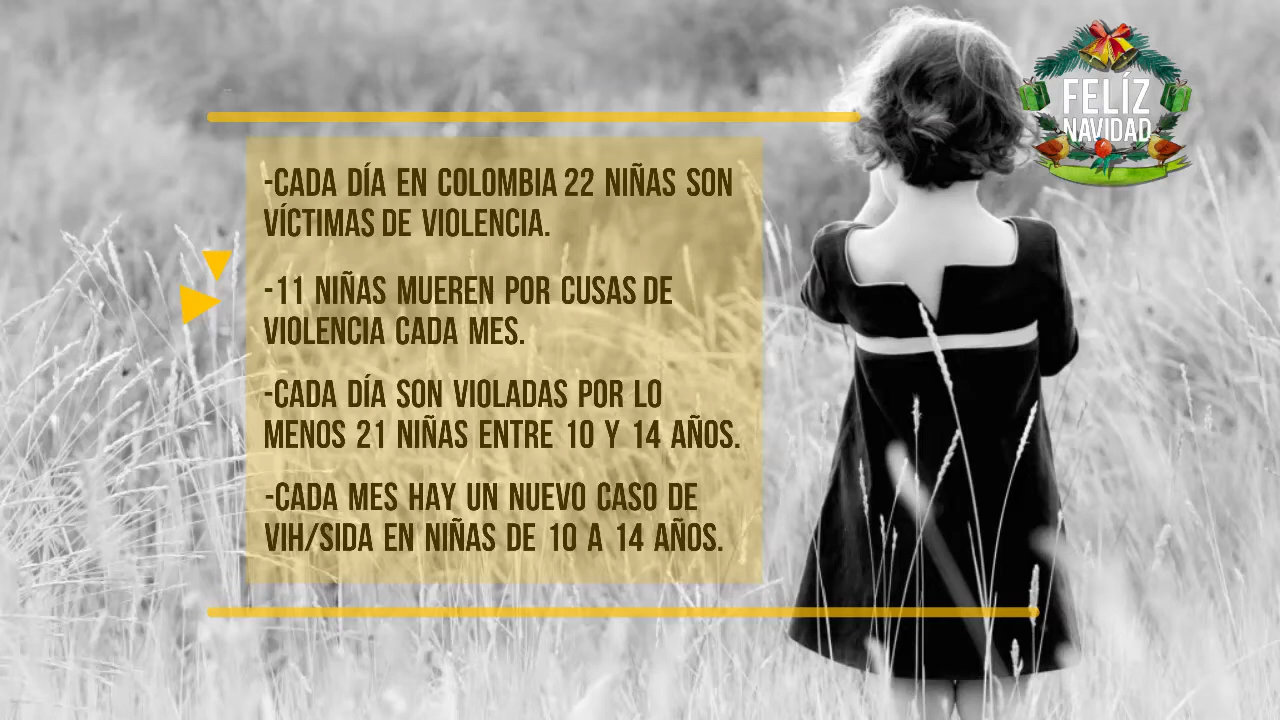 FELÍZ
NAVIDAD
-CADA DÍA EN COLOMBIA 22 NIÑAS SON
VÍCTIMAS DE VIOLENCIA.
-11 NIÑAS MUEREN POR CUSAS DE
VIOLENCIA CADA MES.
-CADA DÍA SON VIOLADAS POR LO
MENOS 21 NIÑAS ENTRE 10 Y 14 AÑOS.
-CADA MES HAY UN NUEVO CASO DE
VIH/SIDA EN NIÑAS DE 10 A 14 AÑOS.